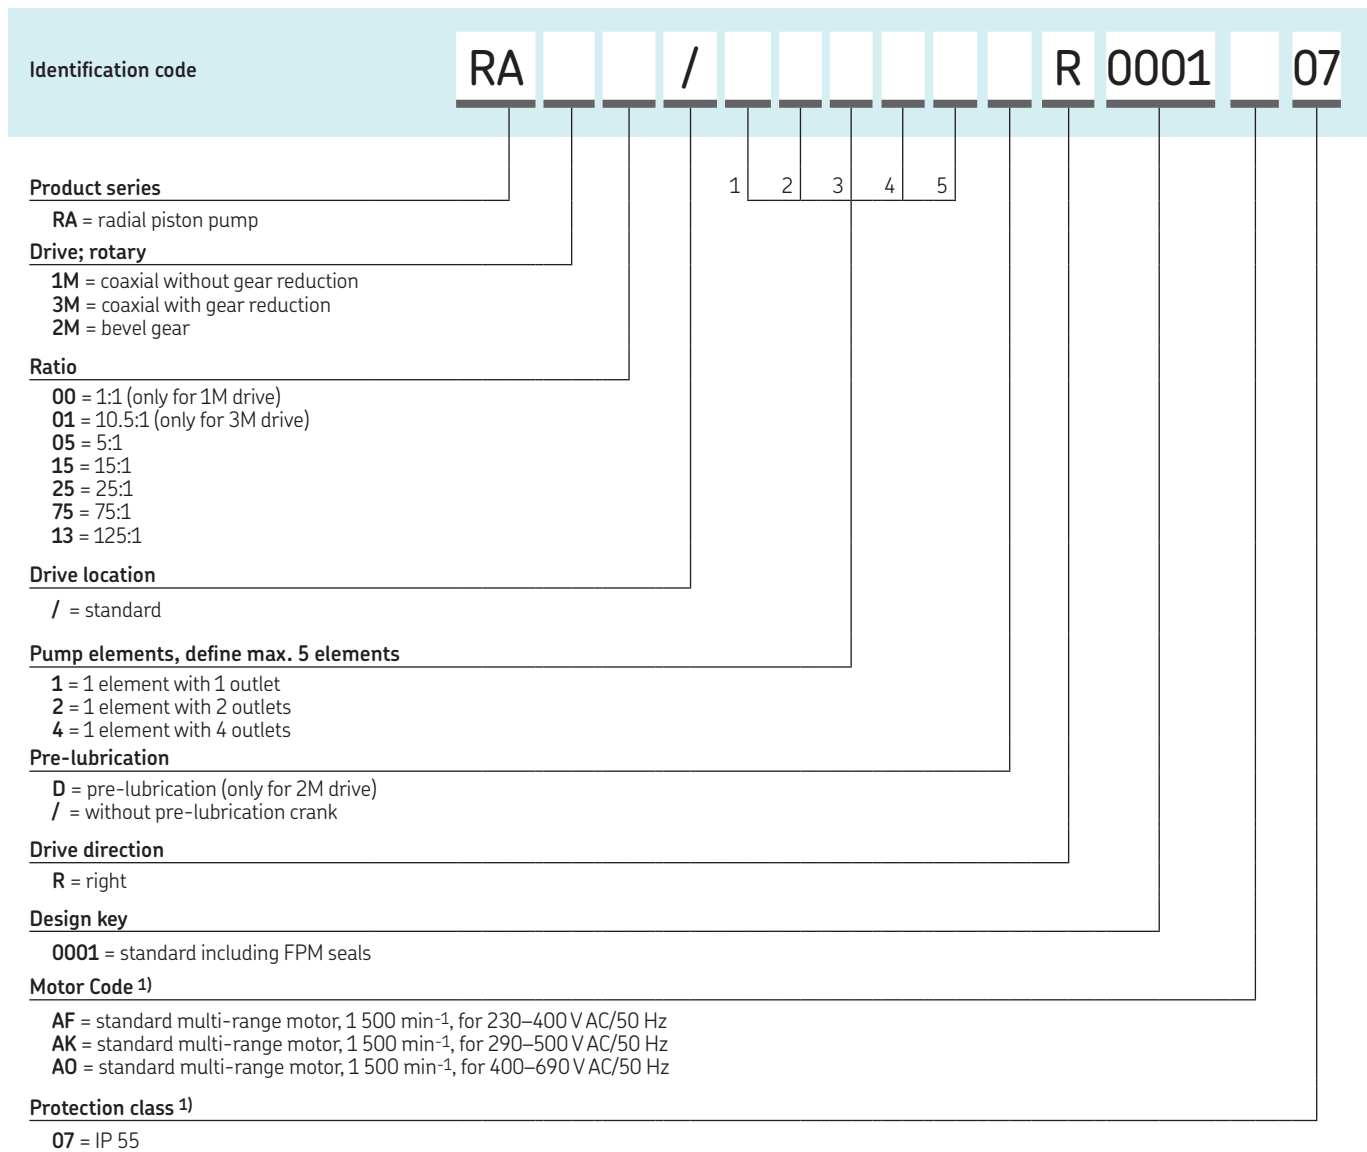 Identification code RA / R 0001 07
Product series 1 2 3 4 5
RA = radial piston pump
Drive; rotary
1M = coaxial without gear reduction
3M = coaxial with gear reduction
2M = bevel gear
Ratio
00 = 1:1 (only for 1M drive)
01 = 10.5:1 (only for 3M drive)
05 = 5:1
15 = 15:1
25 = 25:1
75 = 75:1
13 = 125:1
Drive location
/ = standard
Pump elements, define max. 5 elements
1 = 1 element with 1 outlet
2 = 1 element with 2 outlets
4 = 1 element with 4 outlets
Pre-lubrication
D = pre-lubrication (only for 2M drive)
/ = without pre-lubrication crank
Drive direction
R = right
Design key
0001 = standard including FPM seals
Motor Code 1)
AF = standard multi-range motor, 1 500 min-1, for 230–400 V AC/50 Hz
AK = standard multi-range motor, 1 500 min-1, for 290–500 V AC/50 Hz
AO = standard multi-range motor, 1 500 min-1, for 400–690 V AC/50 Hz
Protection class 1)
07 = IP 55